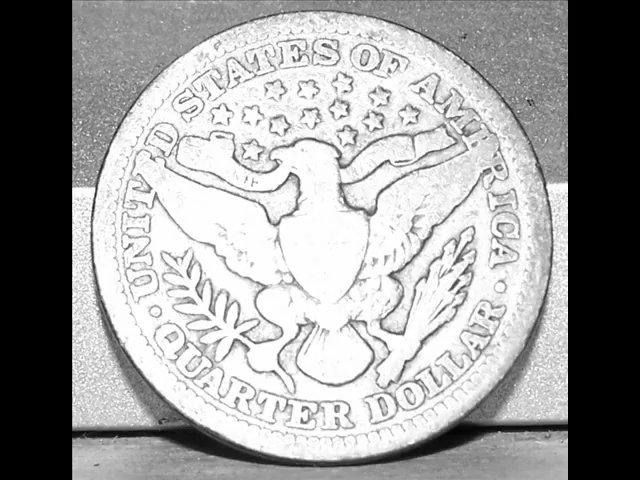 UNITED STATES OF AMERICA
· QUARTER DOLLAR ·